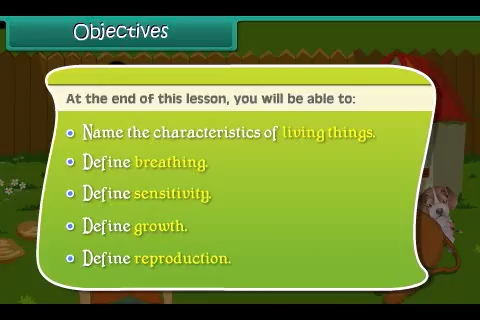 Objectives
At the end of this lesson, you will be able to:
Name the characteristics of living things.
Define breathing.
Define sensitivity.
Define growth.
Define reproduction.